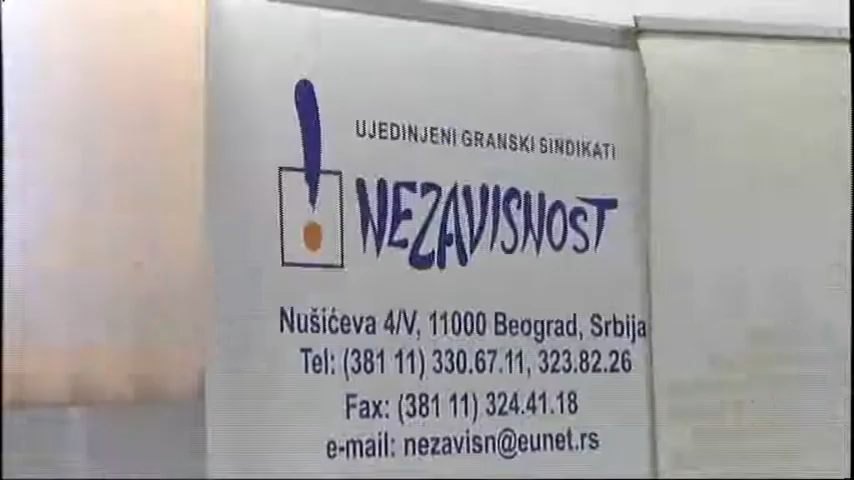 UJEDINJENI GRANSKI SINDIKATI
NEZAVISNOST
Nušićeva 4/V, 11000 Beograd, Srbija
Tel: (381 11) 330.67.11, 323.82.26
Fax: (381 11) 324.41.18
e-mail: nezavisn@eunet.rs